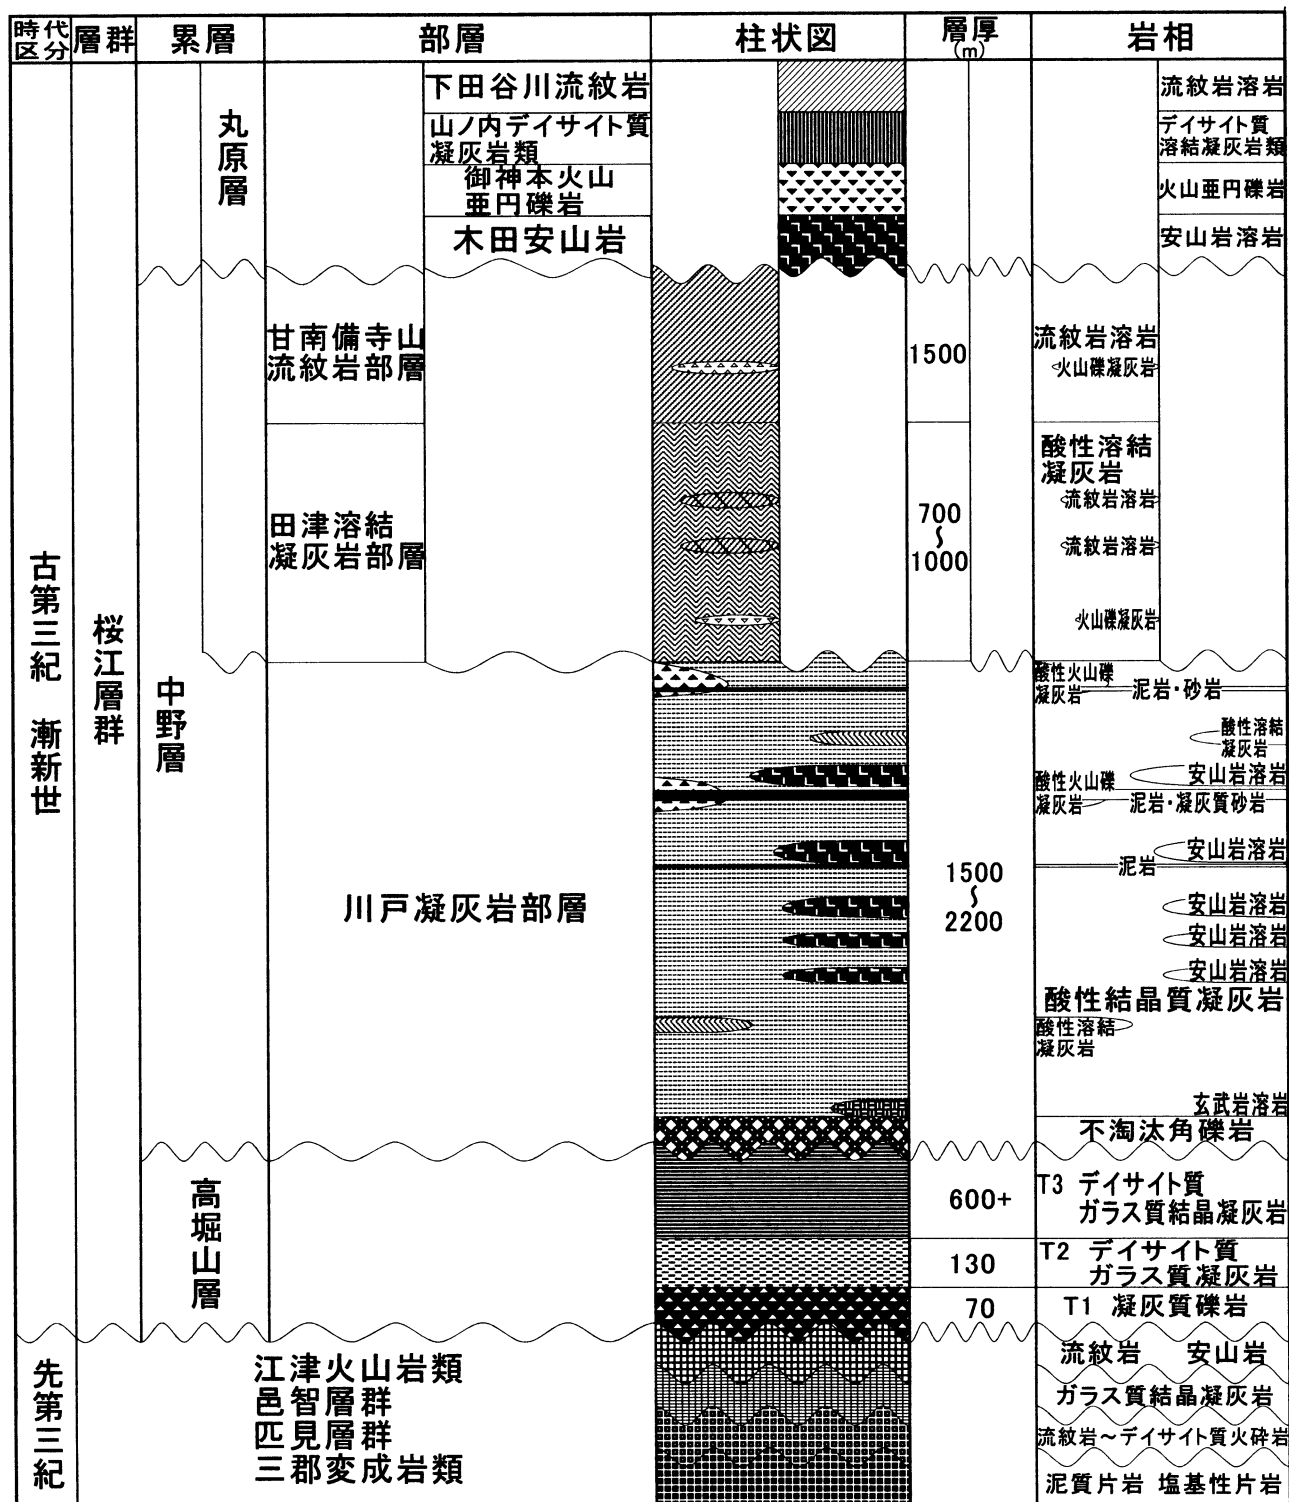 時代区分
層群
累層
部層
柱状図
層厚
(m)
岩相
丸原層
下田谷川流紋岩
流紋岩溶岩
山ノ内デイサイト質
凝灰岩類
デイサイト質
溶結凝灰岩類
御神本火山
亜円礫岩
火山亜円礫岩
木田安山岩
安山岩溶岩
甘南備寺山
流紋岩部層
1500
流紋岩溶岩
火山礫凝灰岩
田津溶結
凝灰岩部層
700
〜
1000
酸性溶結
凝灰岩
流紋岩溶岩
流紋岩溶岩
火山礫凝灰岩
古第三紀 漸新世
桜江層群
中野層
川戸凝灰岩部層
1500
〜
2200
酸性火山礫
凝灰岩
泥岩・砂岩
酸性溶結
凝灰岩
安山岩溶岩
酸性火山礫
凝灰岩
泥岩・凝灰質砂岩
安山岩溶岩
泥岩
安山岩溶岩
安山岩溶岩
安山岩溶岩
酸性結晶質凝灰岩
酸性溶結
凝灰岩
玄武岩溶岩
不淘汰角礫岩
高堀山層
600+
T3 デイサイト質
ガラス質結晶凝灰岩
130
T2 デイサイト質
ガラス質凝灰岩
70
T1 凝灰質礫岩
先第三紀
江津火山岩類
邑智層群
匹見層群
三郡変成岩類
流紋岩 安山岩
ガラス質結晶凝灰岩
流紋岩〜デイサイト質火砕岩
泥質片岩 塩基性片岩